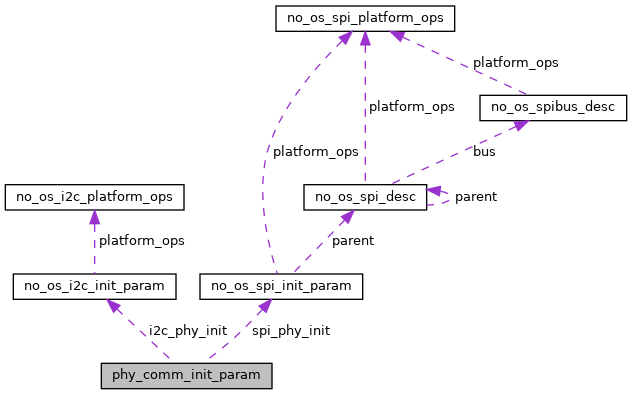 no_os_spi_platform_ops
platform_ops
no_os_spibus_desc
platform_ops
platform_ops
bus
no_os_i2c_platform_ops
no_os_spi_desc
parent
platform_ops
parent
no_os_i2c_init_param
no_os_spi_init_param
i2c_phy_init
spi_phy_init
phy_comm_init_param